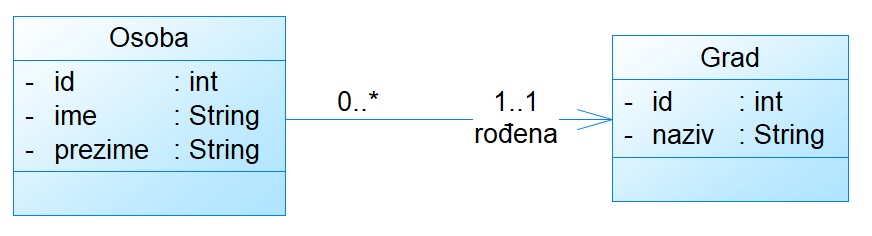 Osoba
- id : int
- ime : String
- prezime : String
0..*
1..1
rođena
Grad
- id : int
- naziv : String